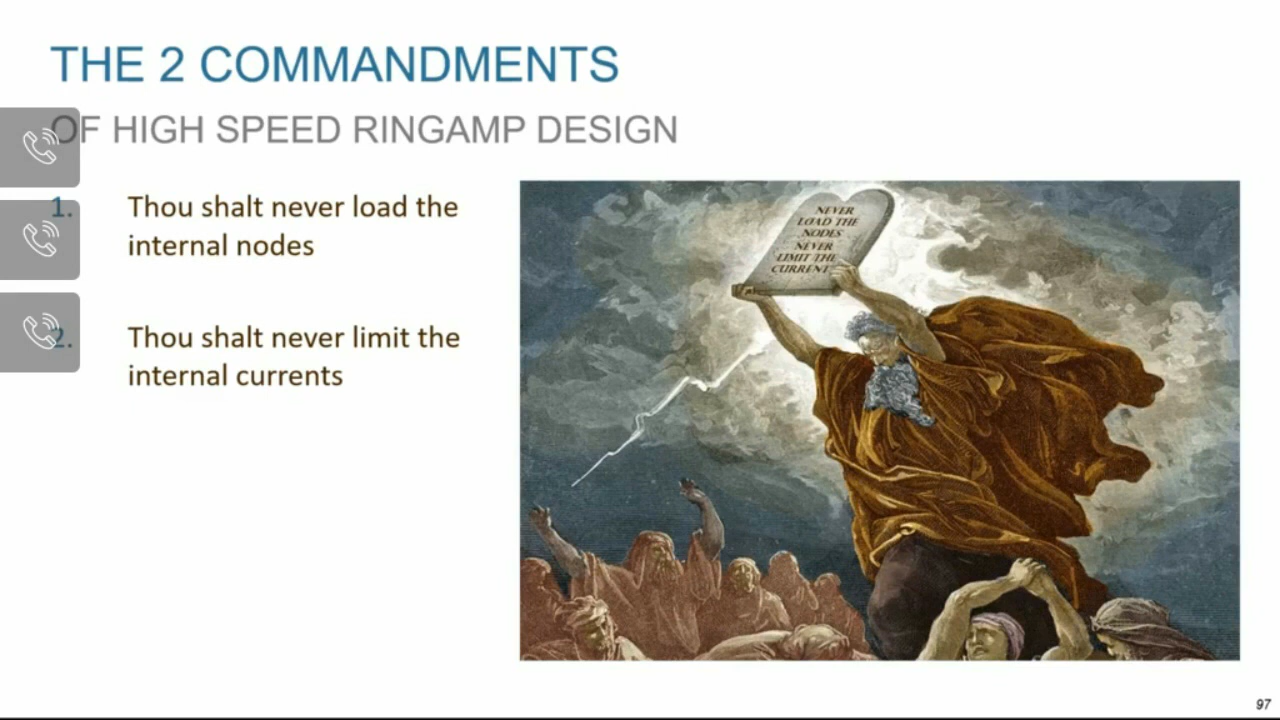 THE 2 COMMANDMENTS
OF HIGH SPEED RINGAMP DESIGN
1. Thou shalt never load the
internal nodes
2. Thou shalt never limit the
internal currents
NEVER
LOAD THE
NODES
NEVER
LIMIT THE
CURRENT
97